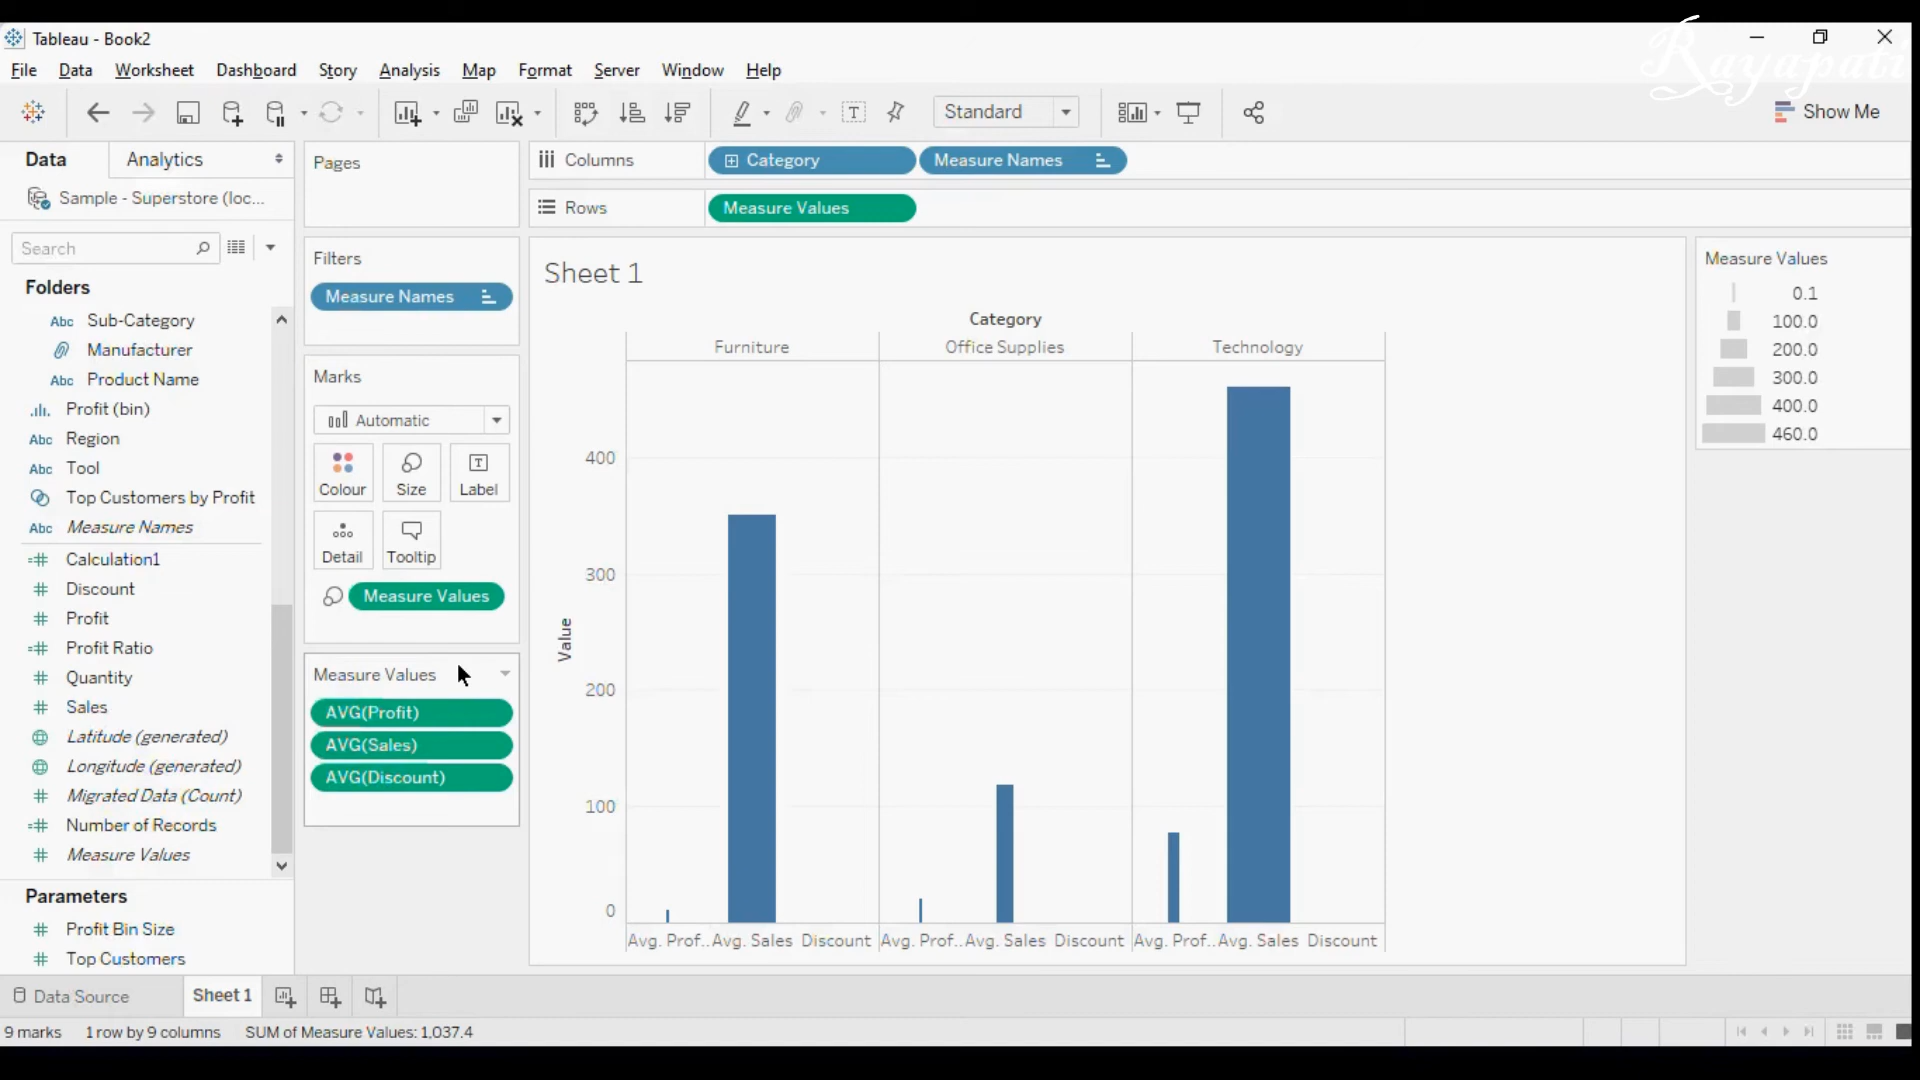 Rayapati
Tableau - Book2
File Data Worksheet Dashboard Story Analysis Map Format Server Window Help
Standard
Show Me
Data Analytics
Sample - Superstore (loc...
Search
Folders
Sub-Category
Manufacturer
Product Name
Profit (bin)
Region
Tool
Top Customers by Profit
Measure Names
Calculation1
Discount
Profit
Profit Ratio
Quantity
Sales
Latitude (generated)
Longitude (generated)
Migrated Data (Count)
Number of Records
Measure Values
Parameters
Profit Bin Size
Top Customers
Pages
Filters
Measure Names
Marks
Automatic
Colour Size Label
Detail Tooltip
Measure Values
Measure Values
AVG(Profit)
AVG(Sales)
AVG(Discount)
Columns Category Measure Names
Rows Measure Values
Sheet 1
Category
Furniture Office Supplies Technology
Value
400
300
200
100
0
Avg. Prof.. Avg. Sales Discount Avg. Prof.. Avg. Sales Discount Avg. Prof.. Avg. Sales Discount
Measure Values
0.1
100.0
200.0
300.0
400.0
460.0
Data Source Sheet 1
9 marks 1 row by 9 columns SUM of Measure Values: 1,037.4